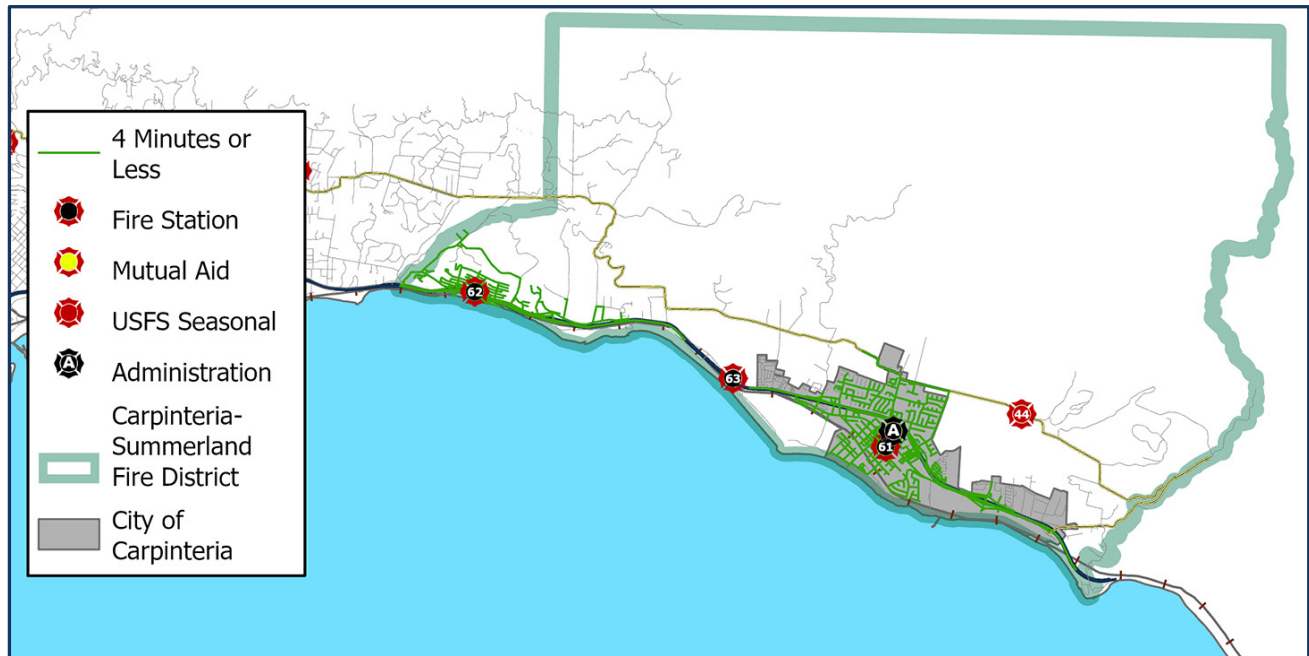 4 Minutes or
Less
Fire Station
Mutual Aid
USFS Seasonal
A
Administration
Carpinteria-
Summerland
Fire District
City of
Carpinteria
62
63
44
A
61